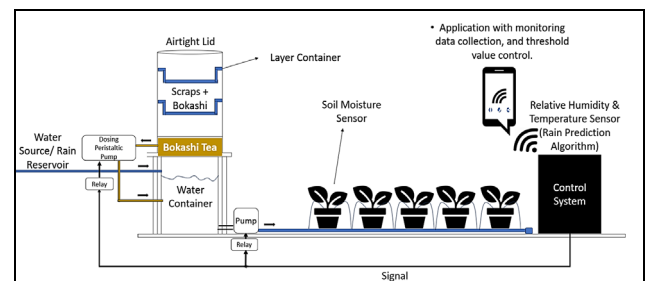 • Application with monitoring
data collection, and threshold
value control.
Airtight Lid
Layer Container
Scraps +
Bokashi
Soil Moisture
Sensor
Relative Humidity &
Temperature Sensor
(Rain Prediction
Algorithm)
Water
Source/ Rain
Reservoir
Dosing
Peristaltic
Pump
Bokashi Tea
Relay
Water
Container
Control
System
Pump
Relay
Signal